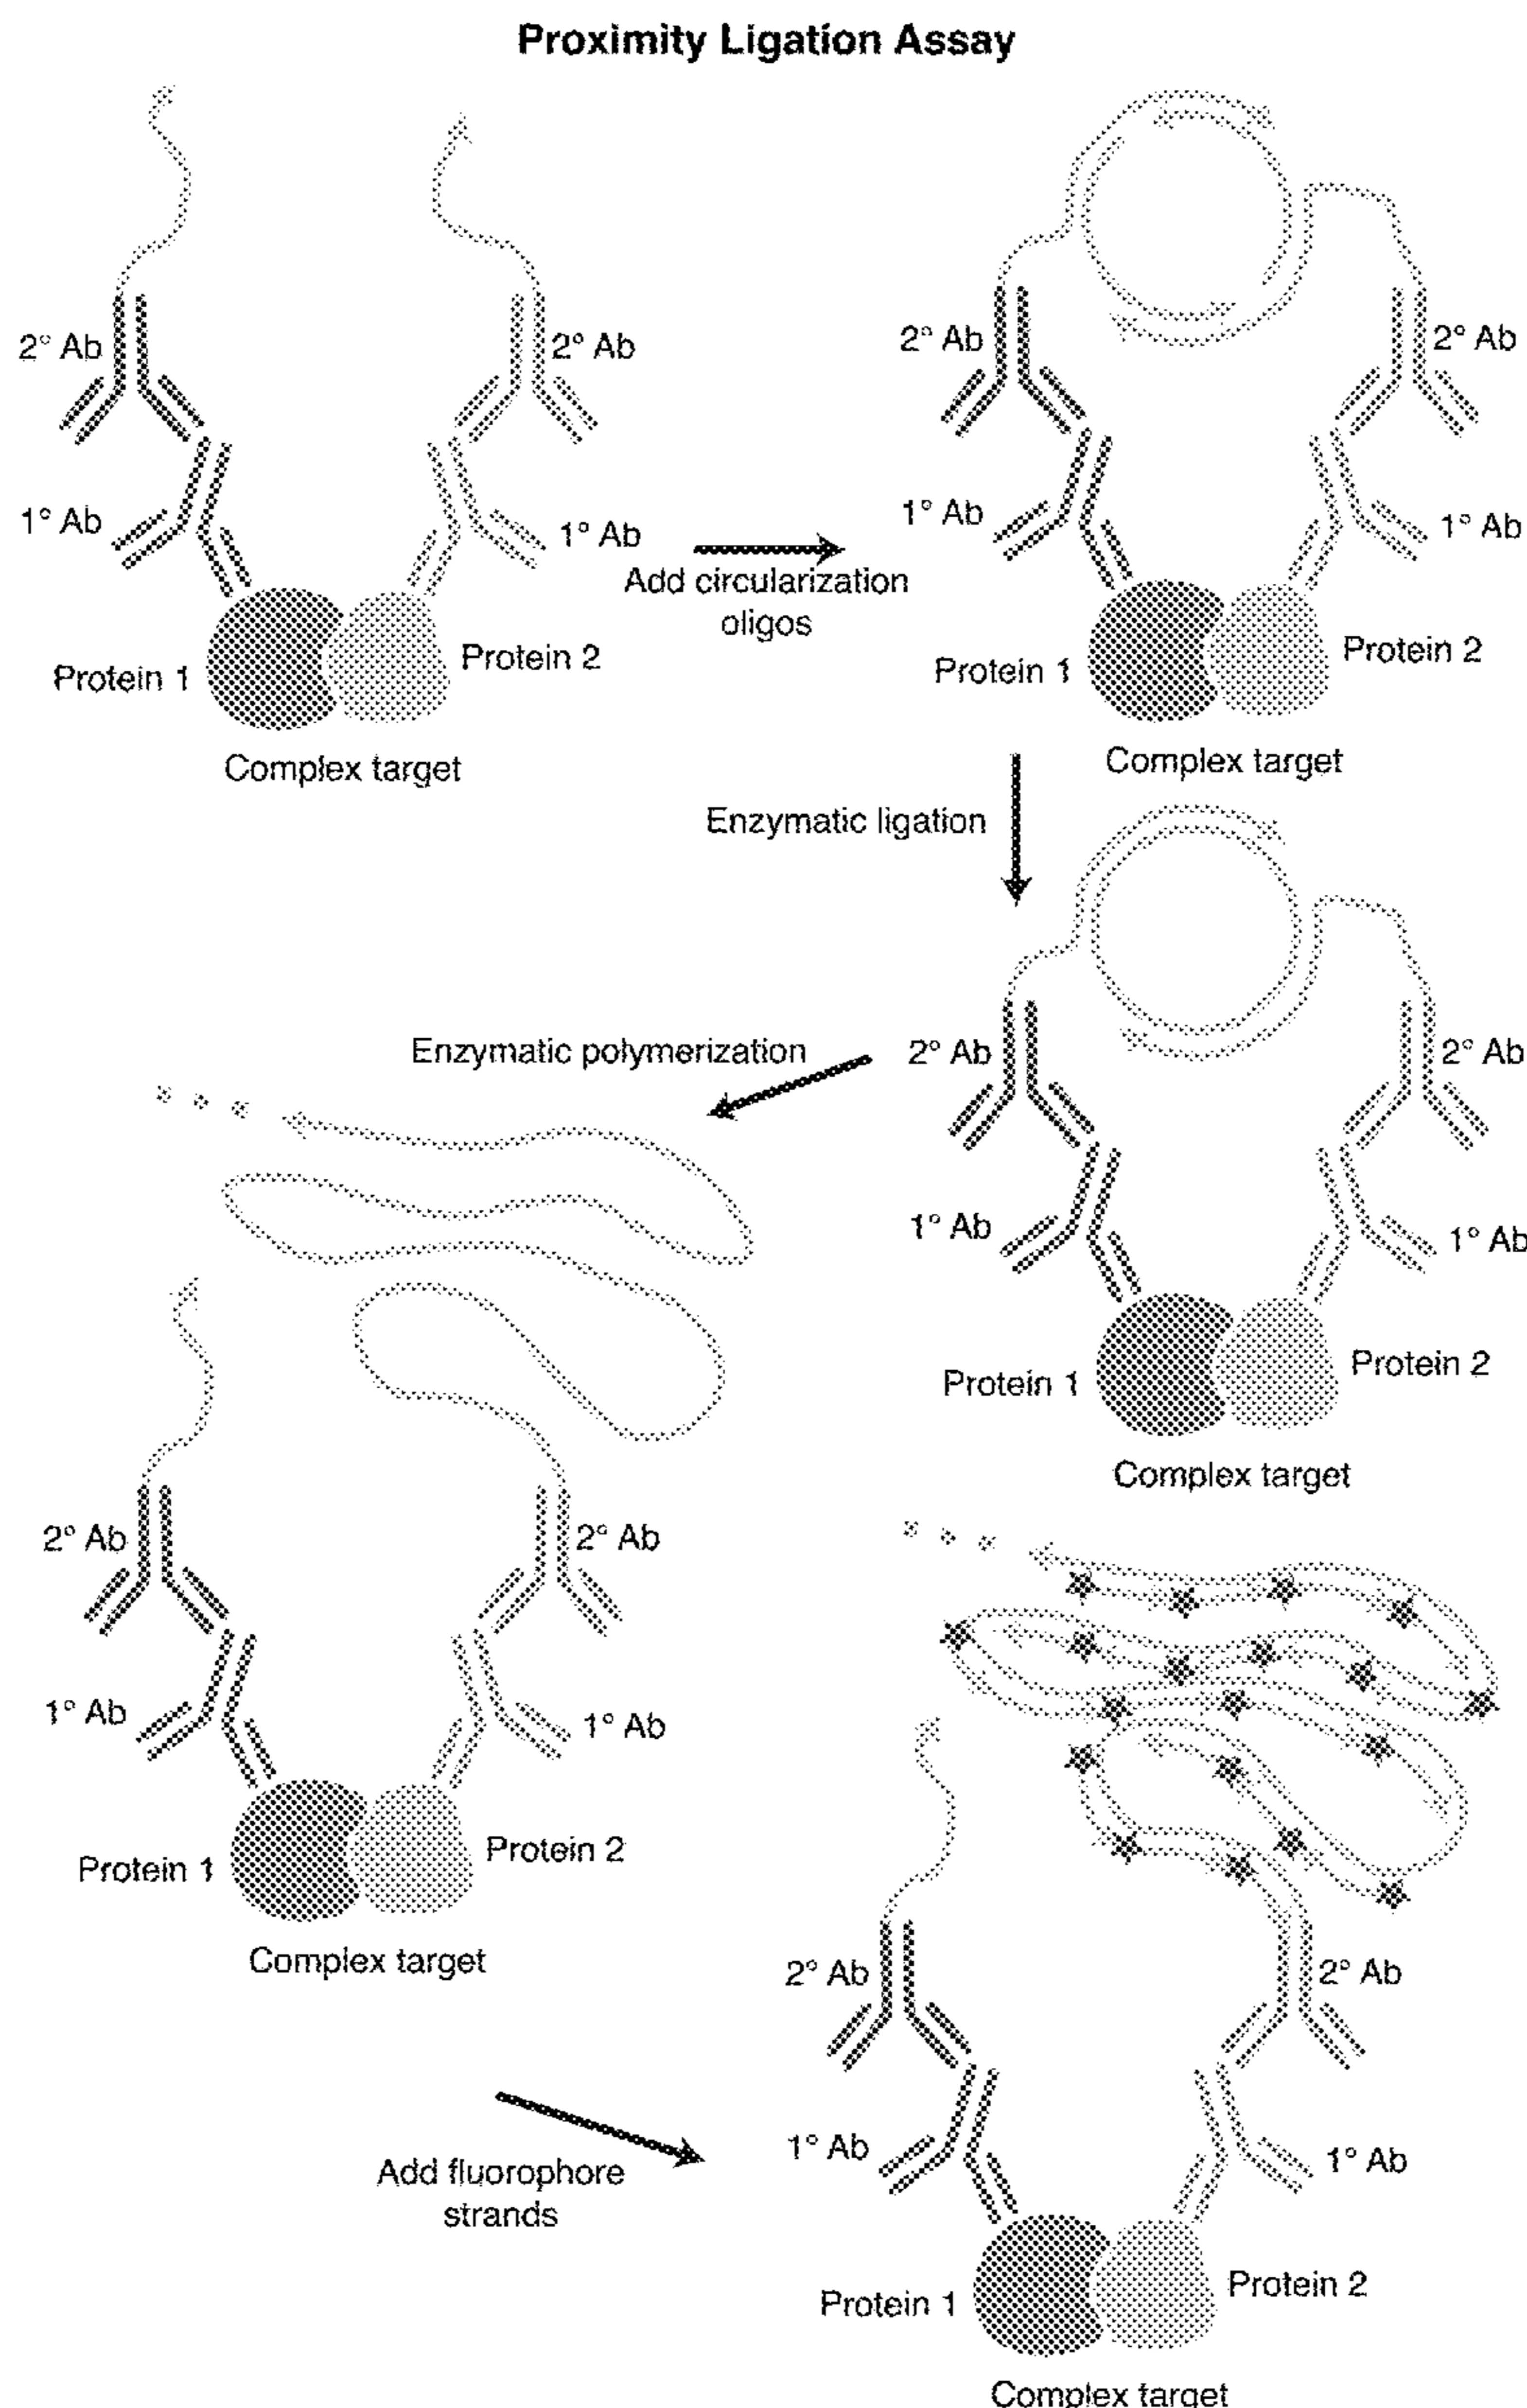 Proximity Ligation Assay
2° Ab
2° Ab
1° Ab
1° Ab
Protein 1
Protein 2
Complex target
Add circularization
oligos
2° Ab
2° Ab
1° Ab
1° Ab
Protein 1
Protein 2
Complex target
Enzymatic ligation
2° Ab
2° Ab
1° Ab
1° Ab
Protein 1
Protein 2
Complex target
Enzymatic polymerization
2° Ab
2° Ab
1° Ab
1° Ab
Protein 1
Protein 2
Complex target
Add fluorophore
strands
2° Ab
2° Ab
1° Ab
1° Ab
Protein 1
Protein 2
Complex target